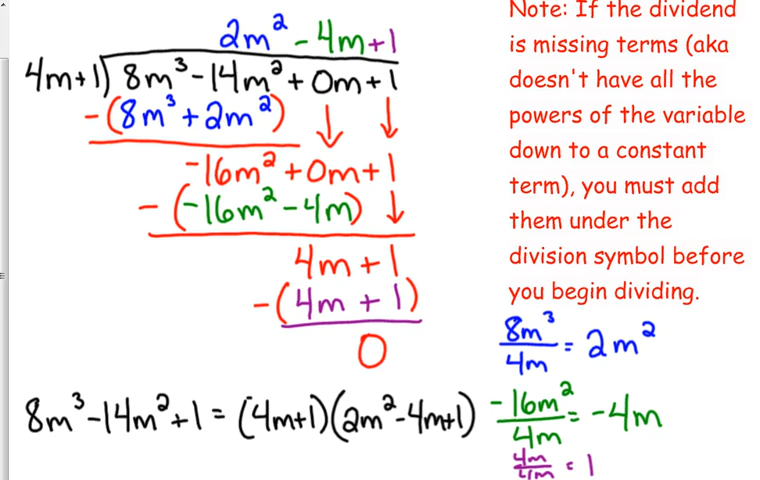 2m² - 4m + 1
4m+1) 8m³ - 14m² + 0m + 1
-(8m³ + 2m²)
-16m² + 0m + 1
-(-16m² - 4m)
4m + 1
-(4m + 1)
0
8m³ - 14m² + 1 = (4m+1)(2m² - 4m+1)
Note: If the dividend
is missing terms (aka
doesn't have all the
powers of the variable
down to a constant
term), you must add
them under the
division symbol before
you begin dividing.
8m³/4m = 2m²
-16m²/4m = -4m
4m/4m = 1